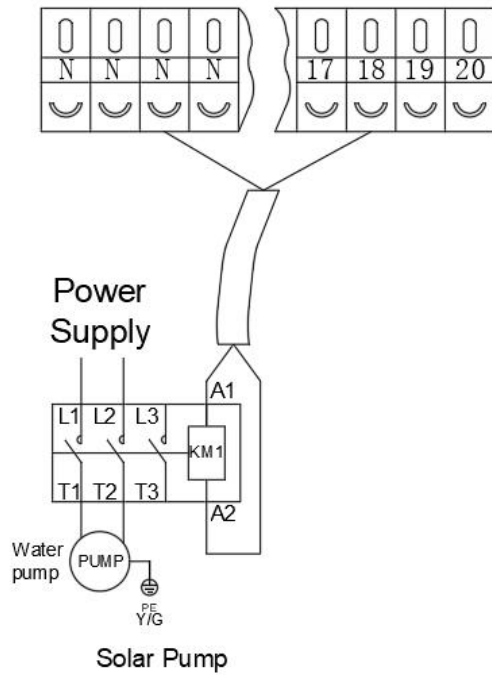 N N N N 17 18 19 20
Power
Supply
A1
L1 L2 L3
KM1
T1 T2 T3
A2
Water
pump
PUMP
PE
Y/G
Solar Pump